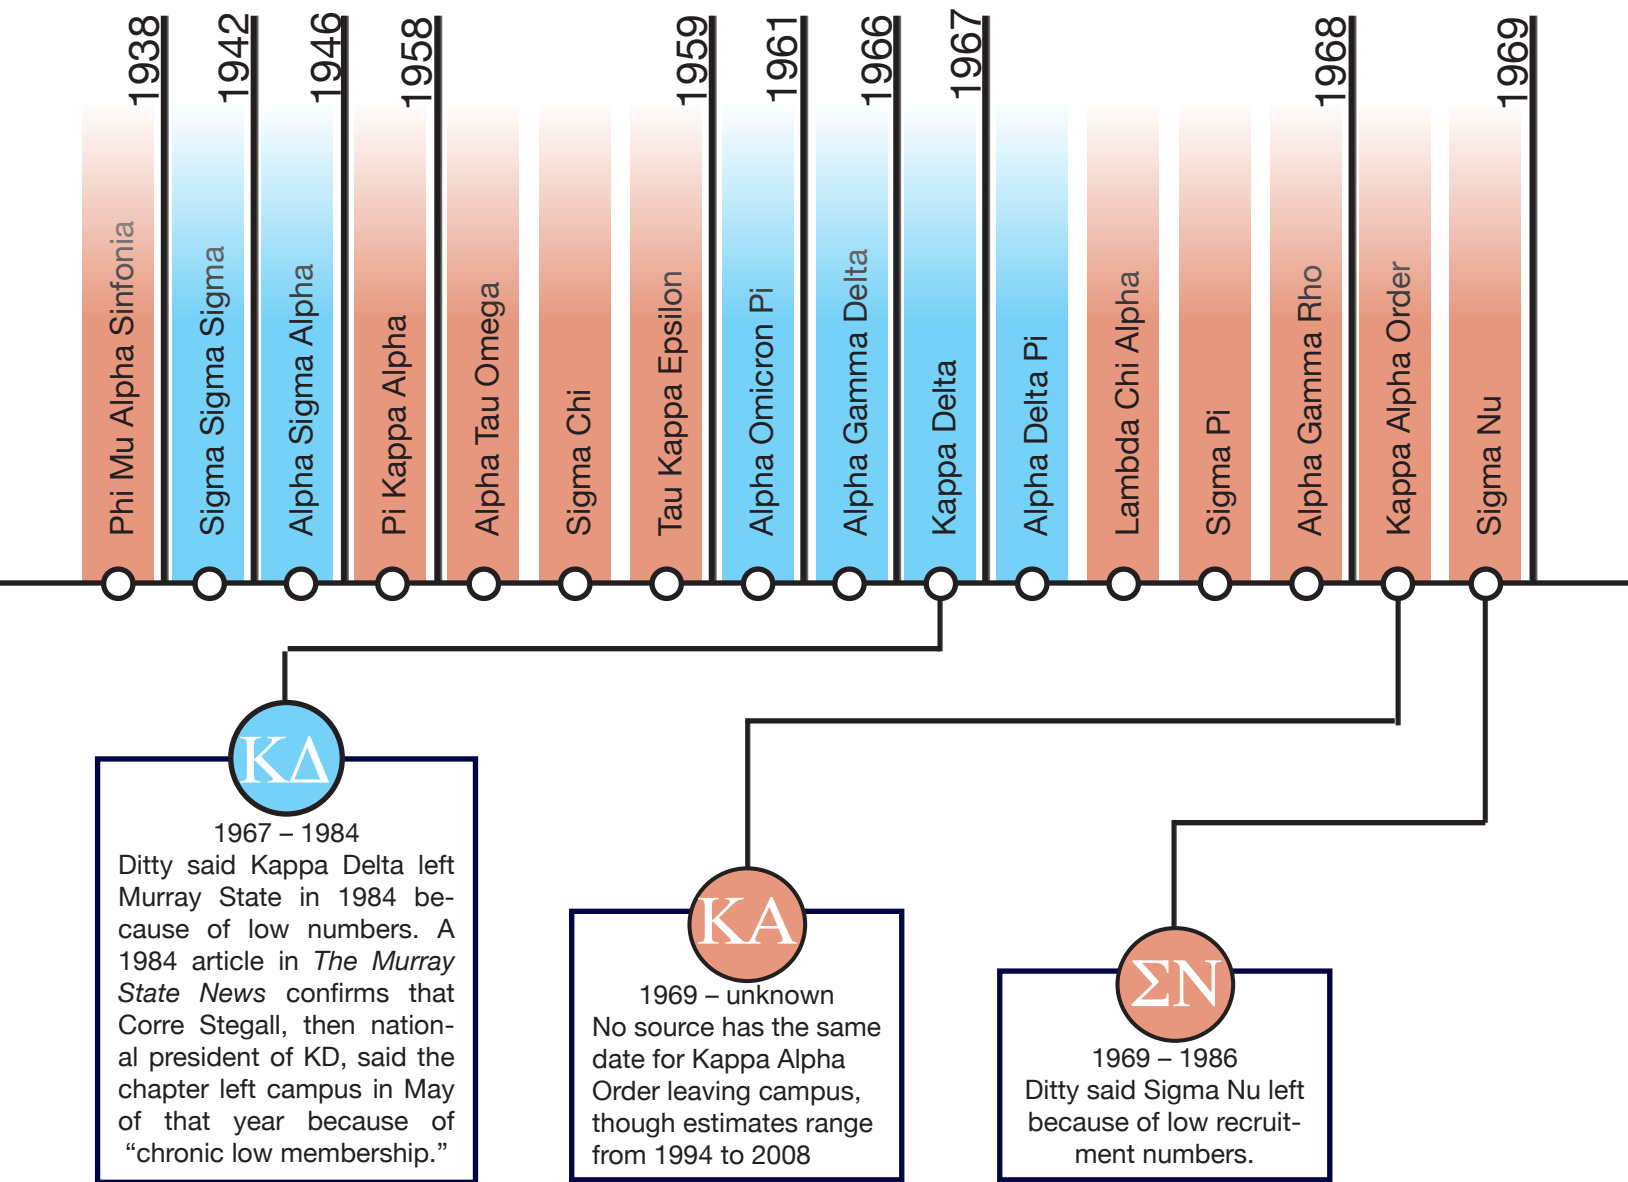 1938
1942
1946
1958
1959
1961
1966
1967
1968
1969
Phi Mu Alpha Sinfonia
Sigma Sigma Sigma
Alpha Sigma Alpha
Pi Kappa Alpha
Alpha Tau Omega
Sigma Chi
Tau Kappa Epsilon
Alpha Omicron Pi
Alpha Gamma Delta
Kappa Delta
Alpha Delta Pi
Lambda Chi Alpha
Sigma Pi
Alpha Gamma Rho
Kappa Alpha Order
Sigma Nu
ΚΔ
1967 – 1984
Ditty said Kappa Delta left
Murray State in 1984 be-
cause of low numbers. A
1984 article in The Murray
State News confirms that
Corre Stegall, then nation-
al president of KD, said the
chapter left campus in May
of that year because of
“chronic low membership.”
ΚΑ
1969 – unknown
No source has the same
date for Kappa Alpha
Order leaving campus,
though estimates range
from 1994 to 2008
ΣΝ
1969 – 1986
Ditty said Sigma Nu left
because of low recruit-
ment numbers.